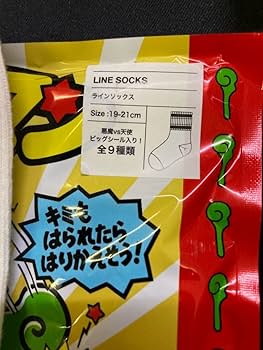 LINE SOCKS
ラインソックス
Size : 19-21cm
悪魔vs天使
ビッグシール入り!
全9種類
キミも
はられたら
はりかえそう!